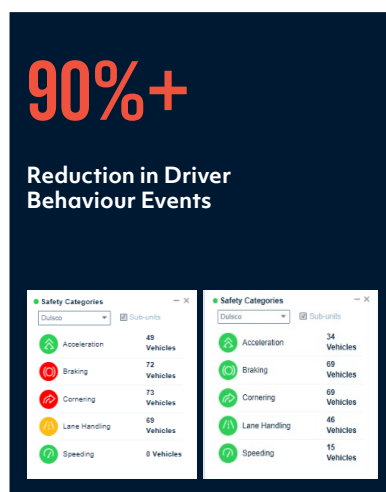 90%+
Reduction in Driver
Behaviour Events
Safety Categories
Dulsco
Sub-units
Acceleration
49
Vehicles
Braking
72
Vehicles
Cornering
73
Vehicles
Lane Handling
69
Vehicles
Speeding
0 Vehicles
Safety Categories
Dulsco
Sub-units
Acceleration
34
Vehicles
Braking
69
Vehicles
Cornering
69
Vehicles
Lane Handling
46
Vehicles
Speeding
15
Vehicles